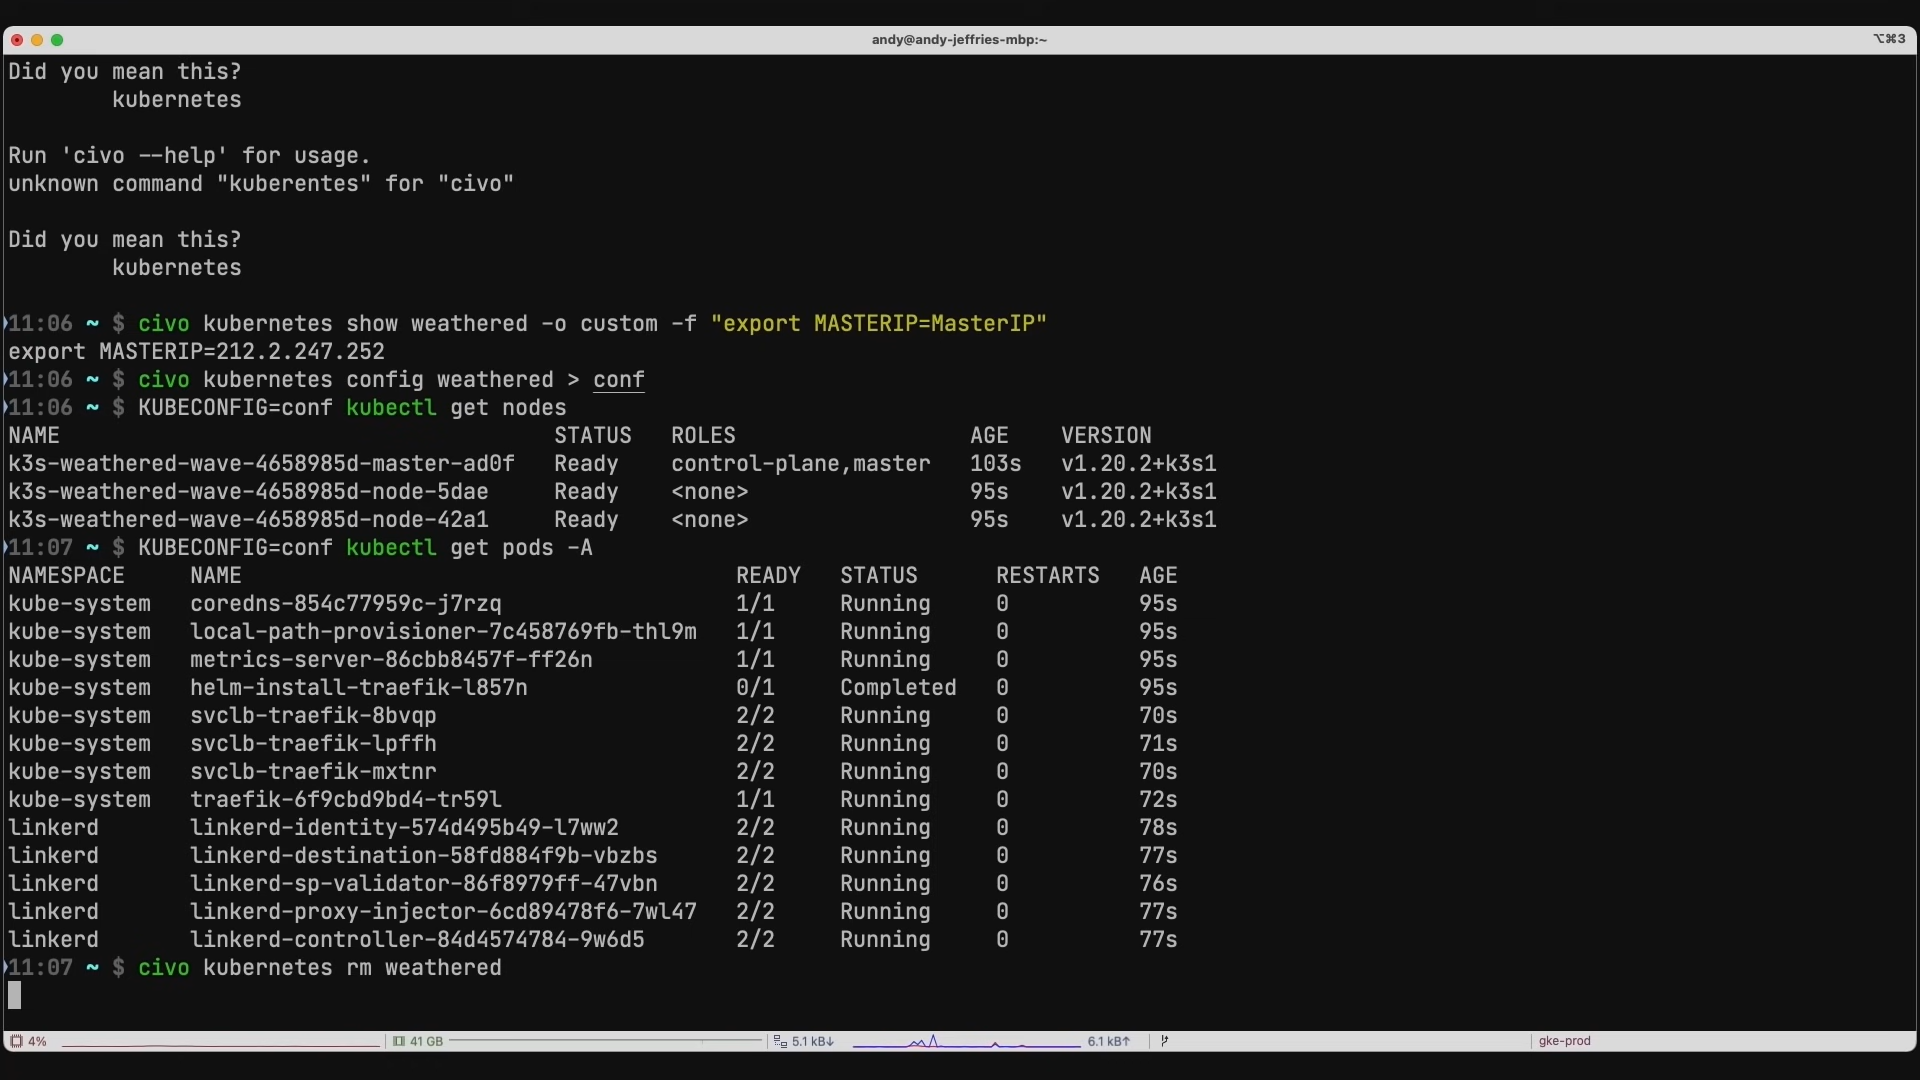 andy@andy-jeffries-mbp:~
⌥⌘3
Did you mean this?
        kubernetes

Run 'civo --help' for usage.
unknown command "kuberentes" for "civo"

Did you mean this?
        kubernetes

11:06 ~ $ civo kubernetes show weathered -o custom -f "export MASTERIP=MasterIP"
export MASTERIP=212.2.247.252
11:06 ~ $ civo kubernetes config weathered > conf
11:06 ~ $ KUBECONFIG=conf kubectl get nodes
NAME                                      STATUS   ROLES                  AGE    VERSION
k3s-weathered-wave-4658985d-master-ad0f   Ready    control-plane,master   103s   v1.20.2+k3s1
k3s-weathered-wave-4658985d-node-5dae     Ready    <none>                 95s    v1.20.2+k3s1
k3s-weathered-wave-4658985d-node-42a1     Ready    <none>                 95s    v1.20.2+k3s1
11:07 ~ $ KUBECONFIG=conf kubectl get pods -A
NAMESPACE     NAME                                      READY   STATUS      RESTARTS   AGE
kube-system   coredns-854c77959c-j7rzq                  1/1     Running     0          95s
kube-system   local-path-provisioner-7c458769fb-thl9m   1/1     Running     0          95s
kube-system   metrics-server-86cbb8457f-ff26n           1/1     Running     0          95s
kube-system   helm-install-traefik-l857n                0/1     Completed   0          95s
kube-system   svclb-traefik-8bvqp                       2/2     Running     0          70s
kube-system   svclb-traefik-lpffh                       2/2     Running     0          71s
kube-system   svclb-traefik-mxtnr                       2/2     Running     0          70s
kube-system   traefik-6f9cbd9bd4-tr59l                  1/1     Running     0          72s
linkerd       linkerd-identity-574d495b49-l7ww2         2/2     Running     0          78s
linkerd       linkerd-destination-58fd884f9b-vbzbs      2/2     Running     0          77s
linkerd       linkerd-sp-validator-86f8979ff-47vbn      2/2     Running     0          76s
linkerd       linkerd-proxy-injector-6cd89478f6-7wl47   2/2     Running     0          77s
linkerd       linkerd-controller-84d4574784-9w6d5       2/2     Running     0          77s
11:07 ~ $ civo kubernetes rm weathered
4% 41 GB 5.1 kB↓ 6.1 kB↑ gke-prod